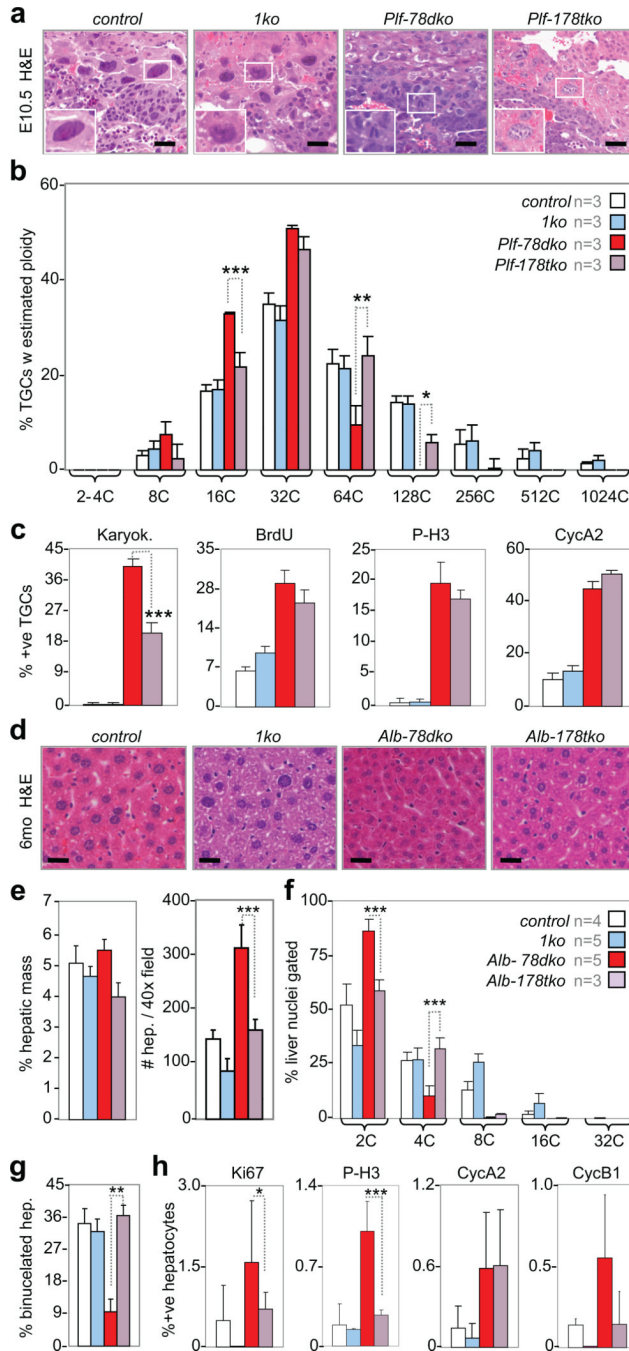 a
control 1ko Plf-78dko Plf-178tko
E10.5 H&E
b
% TGCs w estimated ploidy
60
40
20
0
control n=3
1ko n=3
Plf-78dko n=3
Plf-178tko n=3
***
**
*
2-4C 8C 16C 32C 64C 128C 256C 512C 1024C
c
Karyok. BrdU P-H3 CycA2
% +ve TGCs
45
36
27
18
9
0
***
35
28
21
14
7
0
25
20
15
10
5
0
60
40
20
0
d
control 1ko Alb-78dko Alb-178tko
6mo H&E
e
% hepatic mass
7
6
5
4
3
2
1
0
# hep. / 40x field
400
300
200
100
0
***
f
% liver nuclei gated
100
75
50
25
0
***
***
control n=4
1ko n=5
Alb- 78dko n=5
Alb-178tko n=3
2C 4C 8C 16C 32C
g
% binucelated hep.
45
36
27
18
9
0
**
h
Ki67 P-H3 CycA2 CycB1
%+ve hepatocytes
3.0
1.5
0
*
1.4
0.7
0
***
1.2
0.6
0
1.0
0.5
0